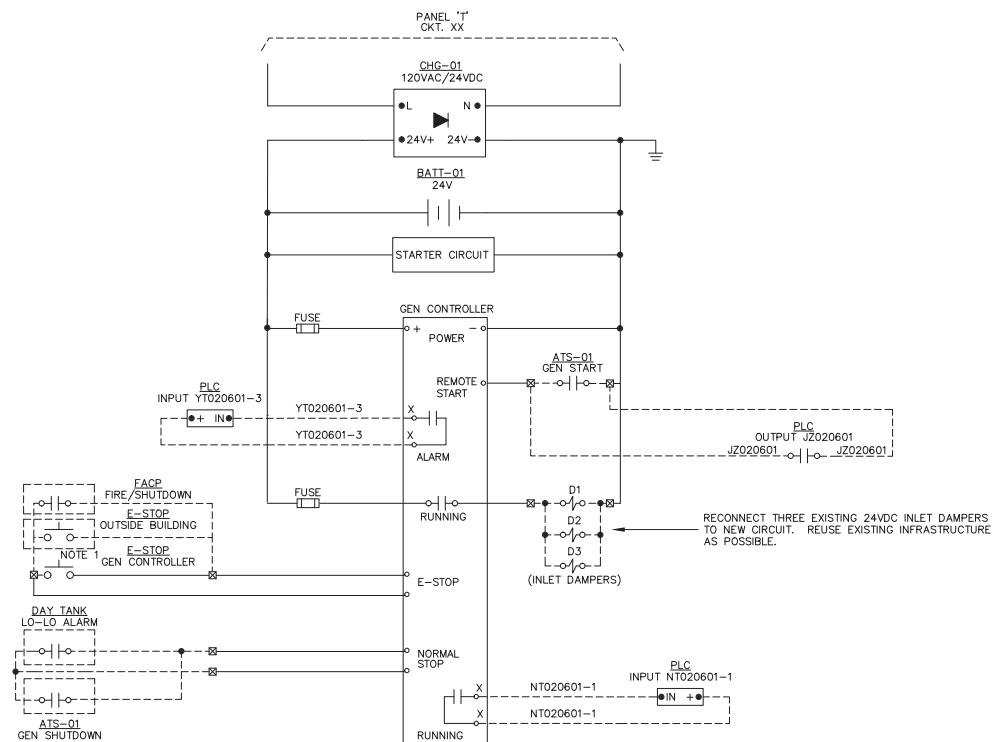 PANEL 'T'
CKT. XX
CHG-01
120VAC/24VDC
L N
24V+ 24V-
BATT-01
24V
STARTER CIRCUIT
GEN CONTROLLER
FUSE
+ -
POWER
ATS-01
GEN START
REMOTE
START
PLC
INPUT YT020601-3
+ IN
YT020601-3
X
YT020601-3
X
ALARM
PLC
OUTPUT JZ020601
JZ020601 JZ020601
FACP
FIRE/SHUTDOWN
E-STOP
OUTSIDE BUILDING
NOTE 1
E-STOP
GEN CONTROLLER
FUSE
RUNNING
D1
D2
D3
(INLET DAMPERS)
RECONNECT THREE EXISTING 24VDC INLET DAMPERS
TO NEW CIRCUIT. REUSE EXISTING INFRASTRUCTURE
AS POSSIBLE.
E-STOP
DAY TANK
LO-LO ALARM
NORMAL
STOP
ATS-01
GEN SHUTDOWN
PLC
INPUT NT020601-1
X
NT020601-1
IN +
X
NT020601-1
RUNNING